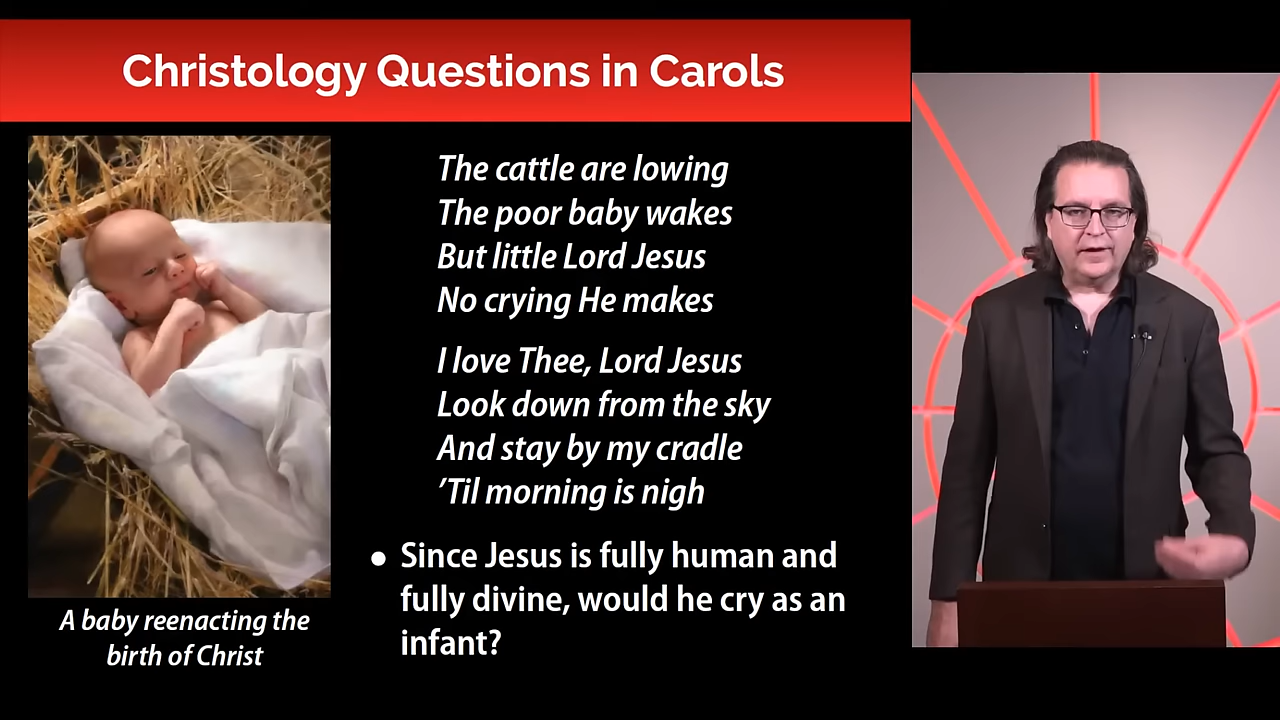 Christology Questions in Carols
The cattle are lowing
The poor baby wakes
But little Lord Jesus
No crying He makes
I love Thee, Lord Jesus
Look down from the sky
And stay by my cradle
’Til morning is nigh
● Since Jesus is fully human and
fully divine, would he cry as an
infant?
A baby reenacting the
birth of Christ